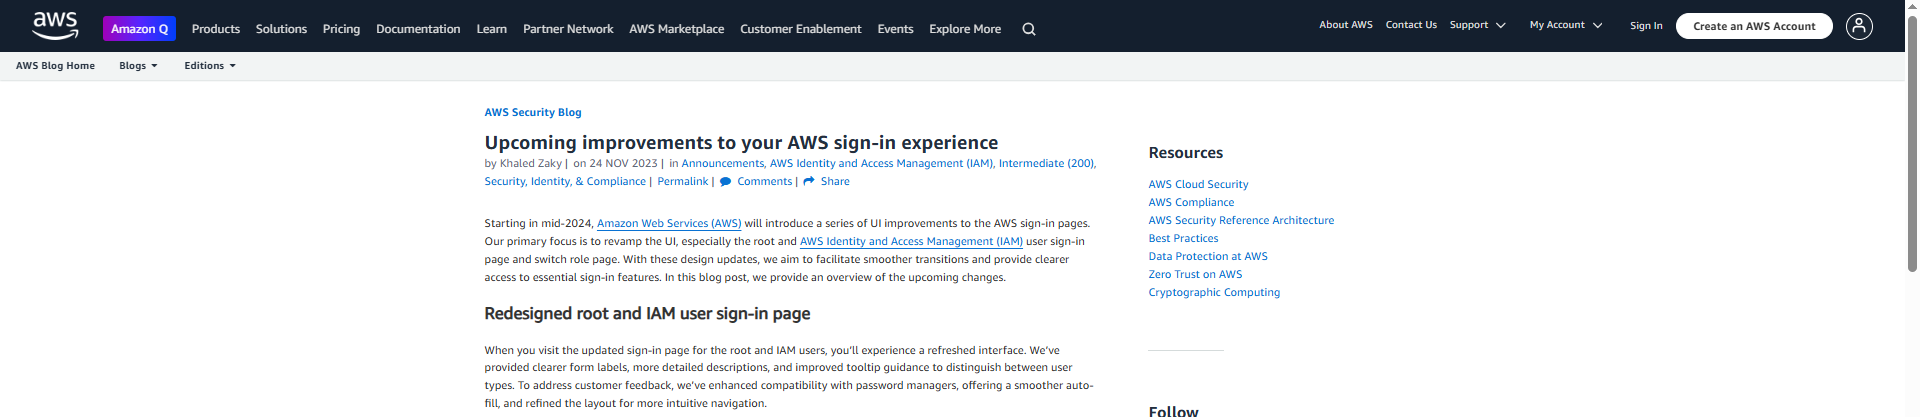 aws
Amazon Q Products Solutions Pricing Documentation Learn Partner Network AWS Marketplace Customer Enablement Events Explore More
About AWS Contact Us Support My Account Sign In Create an AWS Account
AWS Blog Home Blogs Editions
AWS Security Blog
Upcoming improvements to your AWS sign-in experience
by Khaled Zaky | on 24 NOV 2023 | in Announcements, AWS Identity and Access Management (IAM), Intermediate (200),
Security, Identity, & Compliance | Permalink | Comments | Share
Starting in mid-2024, Amazon Web Services (AWS) will introduce a series of UI improvements to the AWS sign-in pages.
Our primary focus is to revamp the UI, especially the root and AWS Identity and Access Management (IAM) user sign-in
page and switch role page. With these design updates, we aim to facilitate smoother transitions and provide clearer
access to essential sign-in features. In this blog post, we provide an overview of the upcoming changes.
Redesigned root and IAM user sign-in page
When you visit the updated sign-in page for the root and IAM users, you’ll experience a refreshed interface. We’ve
provided clearer form labels, more detailed descriptions, and improved tooltip guidance to distinguish between user
types. To address customer feedback, we’ve enhanced compatibility with password managers, offering a smoother auto-
fill, and refined the layout for more intuitive navigation.
Resources
AWS Cloud Security
AWS Compliance
AWS Security Reference Architecture
Best Practices
Data Protection at AWS
Zero Trust on AWS
Cryptographic Computing
Follow